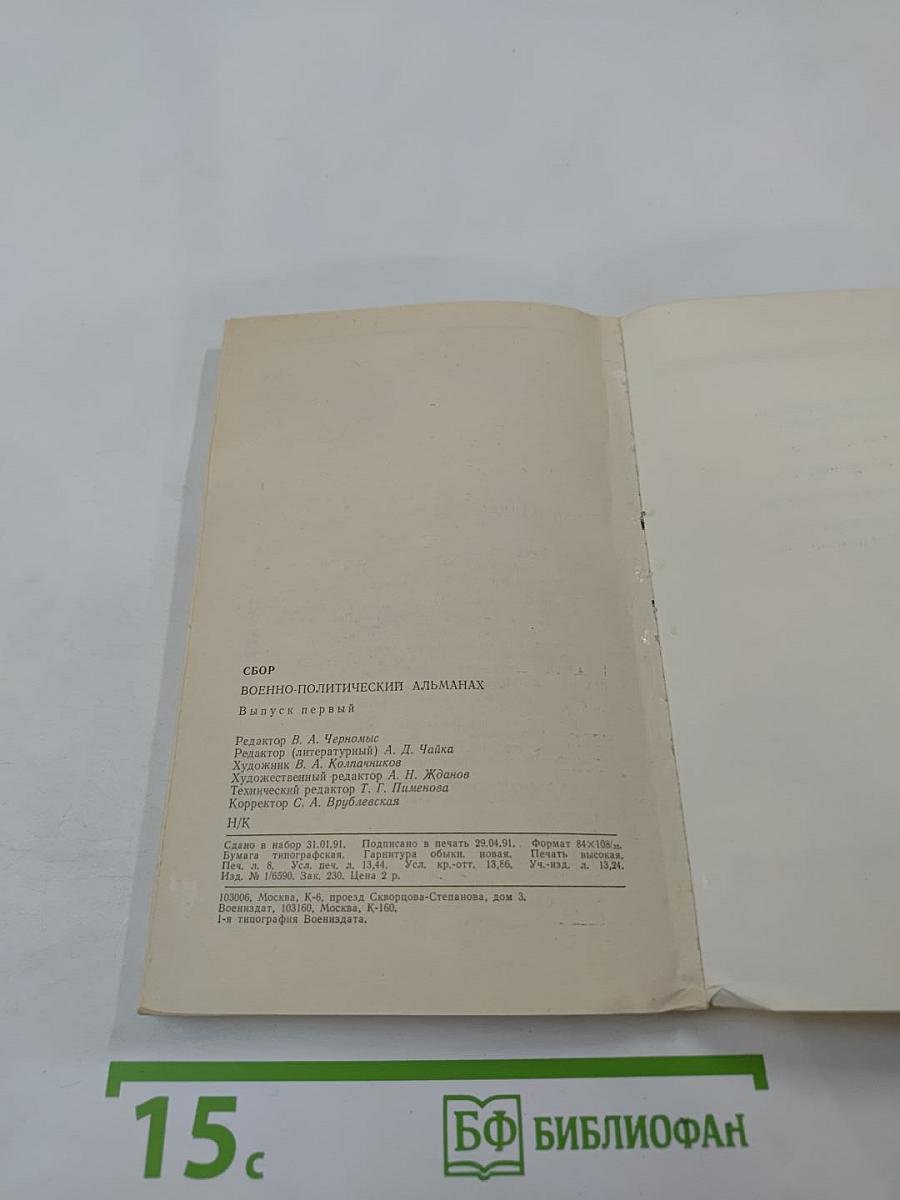 СБОР
ВОЕННО-ПОЛИТИЧЕСКИЙ АЛЬМАНАХ
Выпуск первый
Редактор В. А. Черномыс
Редактор (литературный) А. Д. Чайка
Художник В. А. Колпачников
Художественный редактор А. Н. Жданов
Технический редактор Т. Г. Пименова
Корректор С. А. Врублевская
Н/К
Сдано в набор 31.01.91. Подписано в печать 29.04.91. Формат 84×108/32.
Бумага типографская. Гарнитура обыкн. новая. Печать высокая.
Печ. л. 8. Усл. печ. л. 13,44. Усл. кр.-отт. 13,86. Уч.-изд. л. 13,24.
Изд. № 1/6590. Зак. 230. Цена 2 р.
103006, Москва, К-6, проезд Скворцова-Степанова, дом 3.
Воениздат, 103160, Москва, К-160.
1-я типография Воениздата.
15 с
БФ БИБЛИОФАН